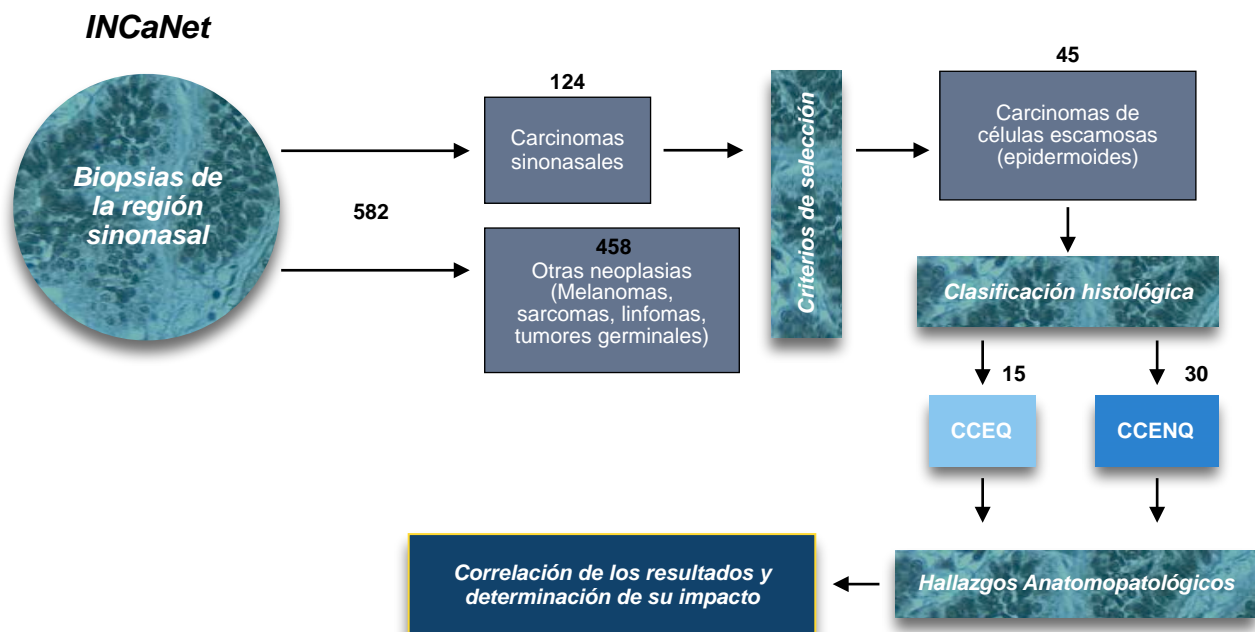 INCaNet
Biopsias de
la región
sinonasal
582
124
Carcinomas
sinonasales
458
Otras neoplasias
(Melanomas,
sarcomas, linfomas,
tumores germinales)
Criterios de selección
45
Carcinomas de
células escamosas
(epidermoides)
Clasificación histológica
15
30
CCEQ
CCENQ
Hallazgos Anatomopatológicos
Correlación de los resultados y
determinación de su impacto